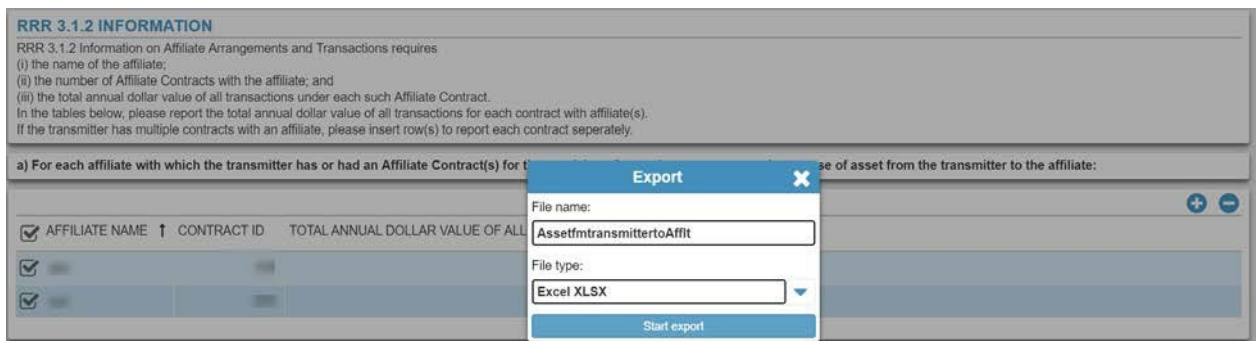 RRR 3.1.2 INFORMATION
RRR 3.1.2 Information on Affiliate Arrangements and Transactions requires
(i) the name of the affiliate;
(ii) the number of Affiliate Contracts with the affiliate; and
(iii) the total annual dollar value of all transactions under each such Affiliate Contract.
In the tables below, please report the total annual dollar value of all transactions for each contract with affiliate(s).
If the transmitter has multiple contracts with an affiliate, please insert row(s) to report each contract seperately.
a) For each affiliate with which the transmitter has or had an Affiliate Contract(s) for of asset from the transmitter to the affiliate:
Export
File name:
AssetfmtransmittertoAfflt
AFFILIATE NAME CONTRACT ID TOTAL ANNUAL DOLLAR VALUE OF ALL
File type:
Excel XLSX
Start export